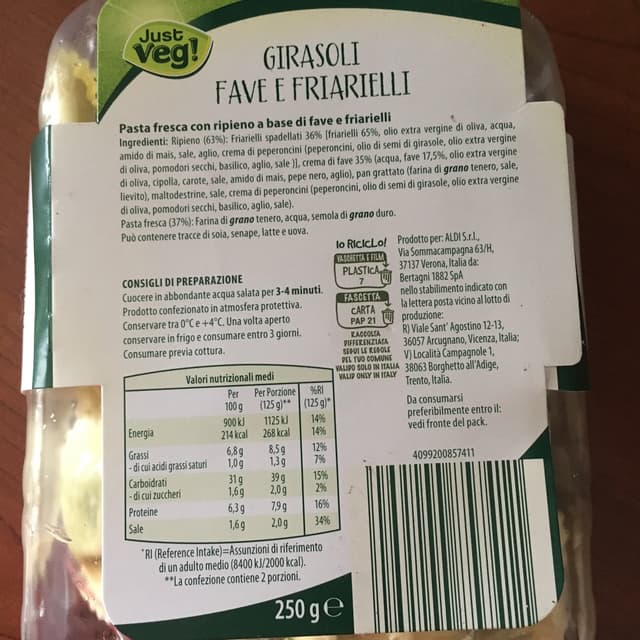 Just
veg!
GIRASOLI
FAVE E FRIARIELLI
Pasta fresca con ripieno a base di fave e friarielli
Ingredienti: Ripieno (63%): Friarielli spadellati 36% [friarielli 65%, olio extra vergine di oliva, acqua,
amido di mais, sale, aglio, crema di peperoncini (peperoncini, olio di semi di girasole, olio extra vergine
di oliva, pomodori secchi, basilico, aglio, sale )], crema di fave 35% (acqua, fave 17,5%, olio extra vergine
di oliva, cipolla, carote, sale, amido di mais, pepe nero, aglio), pan grattato (farina di grano tenero, sale,
lievito), maltodestrine, sale, crema di peperoncini (peperoncini, olio di semi di girasole, olio extra vergine
di oliva, pomodori secchi, basilico, aglio, sale).
Pasta fresca (37%): Farina di grano tenero, acqua, semola di grano duro.
Può contenere tracce di soia, senape, latte e uova.
CONSIGLI DI PREPARAZIONE
Cuocere in abbondante acqua salata per 3-4 minuti.
Prodotto confezionato in atmosfera protettiva.
Conservare tra 0°C e +4°C. Una volta aperto
conservare in frigo e consumare entro 3 giorni.
Consumare previa cottura.
Io RICICLO!
VASCHETTA E FILM
PLASTICA
7
FASCETTA
CARTA
PAP 21
RACCOLTA
DIFFERENZIATA
SEGUI LE REGOLE
DEL TUO COMUNE
VALIDO SOLO IN ITALIA
VALID ONLY IN ITALY
Prodotto per: ALDI S.r.l.,
Via Sommacampagna 63/H,
37137 Verona, Italia da:
Bertagni 1882 SpA
nello stabilimento indicato con
la lettera posta vicino al lotto di
produzione:
R) Viale Sant' Agostino 12-13,
36057 Arcugnano, Vicenza, Italia;
V) Località Campagnole 1,
38063 Borghetto all'Adige,
Trento, Italia.
Da consumarsi
preferibilmente entro il:
vedi fronte del pack.
Valori nutrizionali medi
Per 100 g Per Porzione (125 g)** %RI (125 g)*
Energia 900 kJ 1125 kJ 14%
214 kcal 268 kcal 14%
Grassi 6,8 g 8,5 g 12%
- di cui acidi grassi saturi 1,0 g 1,3 g 7%
Carboidrati 31 g 39 g 15%
- di cui zuccheri 1,6 g 2,0 g 2%
Proteine 6,3 g 7,9 g 16%
Sale 1,6 g 2,0 g 34%
*RI (Reference Intake)=Assunzioni di riferimento
di un adulto medio (8400 kJ/2000 kcal).
**La confezione contiene 2 porzioni.
250 g e
4099200857411